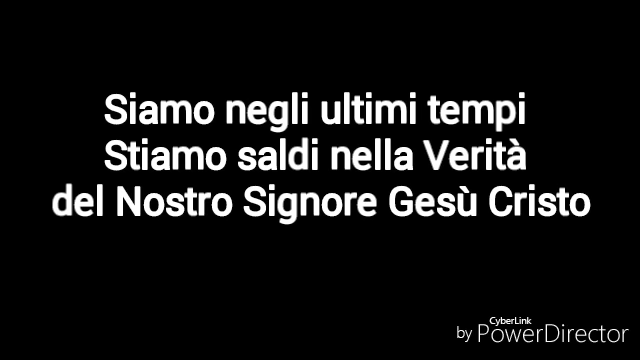 Siamo negli ultimi tempi
Stiamo saldi nella Verità
del Nostro Signore Gesù Cristo
CyberLink
by PowerDirector